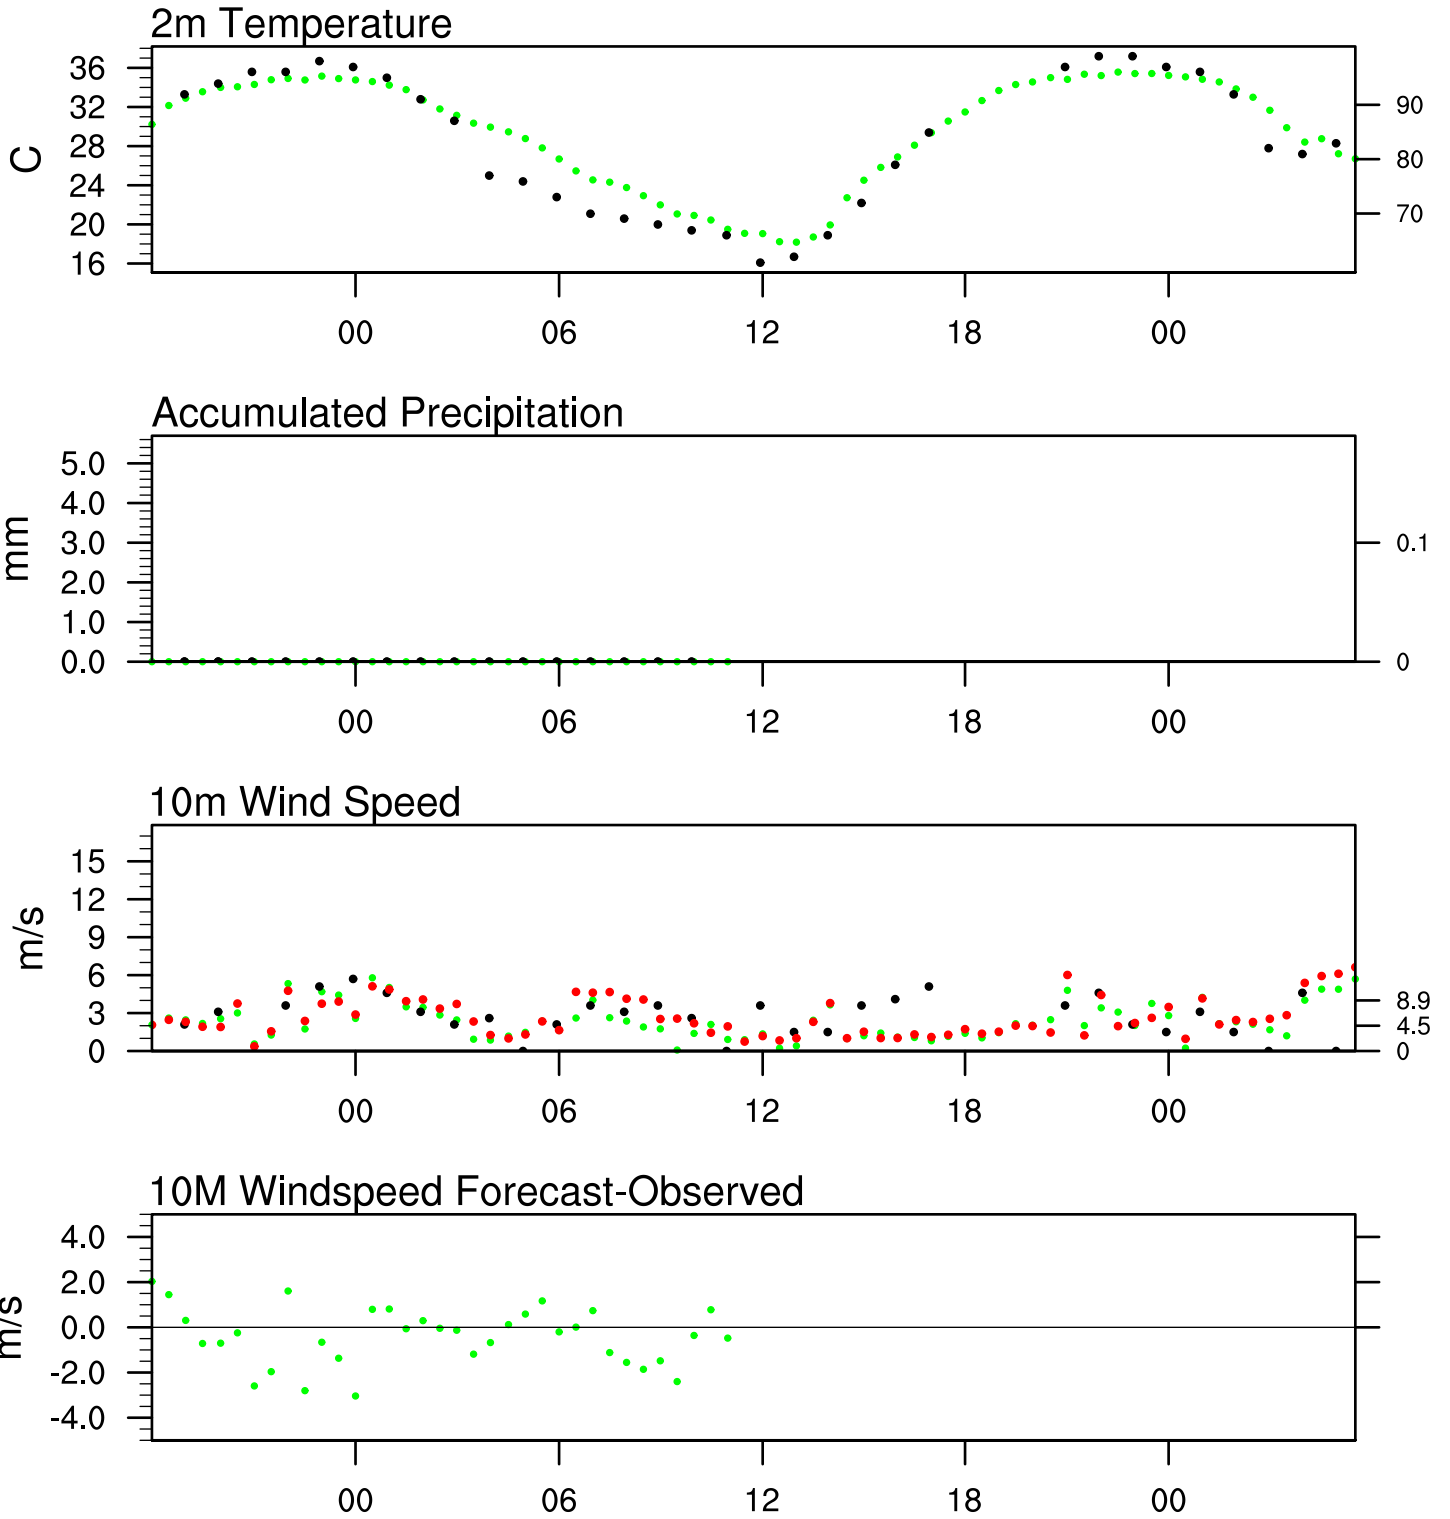 2m Temperature
36
32
28
24
20
16
C
90
80
70
00 06 12 18 00
Accumulated Precipitation
5.0
4.0
3.0
2.0
1.0
0.0
mm
0.1
0
00 06 12 18 00
10m Wind Speed
15
12
9
6
3
0
m/s
8.9
4.5
0
00 06 12 18 00
10M Windspeed Forecast-Observed
4.0
2.0
0.0
-2.0
-4.0
m/s
00 06 12 18 00